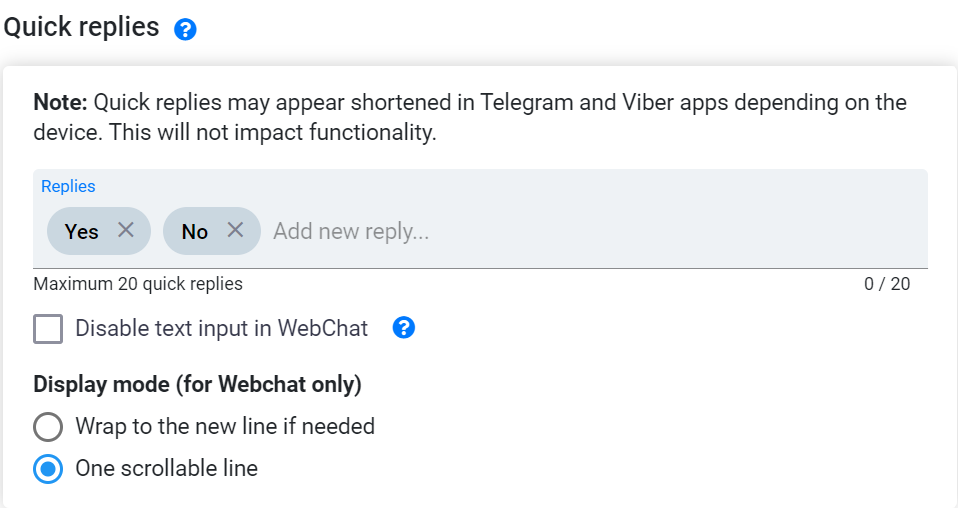 Quick replies ?
Note: Quick replies may appear shortened in Telegram and Viber apps depending on the
device. This will not impact functionality.
Replies
Yes No Add new reply...
Maximum 20 quick replies 0 / 20
Disable text input in WebChat ?
Display mode (for Webchat only)
Wrap to the new line if needed
One scrollable line